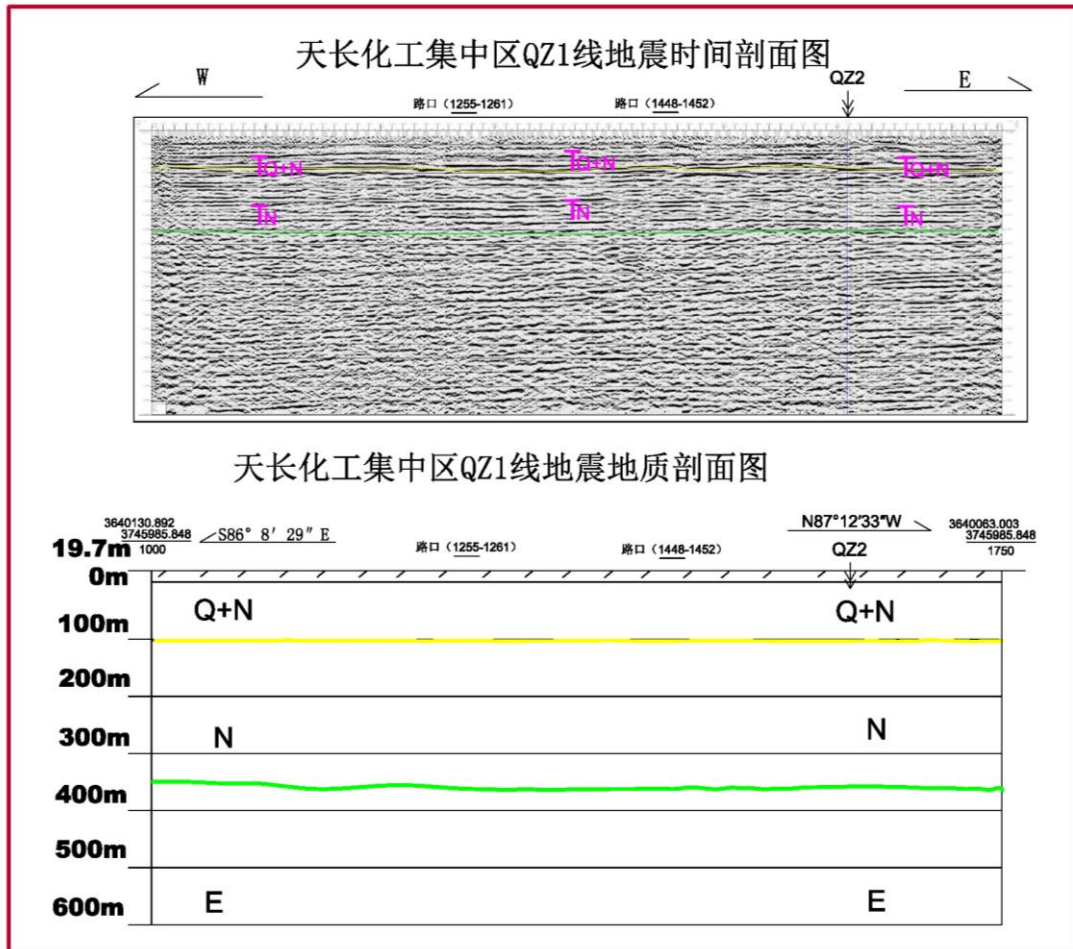 天长化工集中区QZ1线地震时间剖面图
W
路口（1255-1261）
路口（1448-1452）
QZ2
E
TQ+N
TQ+N
TQ+N
TN
TN
TN
天长化工集中区QZ1线地震地质剖面图
3640130.892
3745985.848
1000
S86° 8′ 29″ E
路口（1255-1261）
路口（1448-1452）
N87°12'33"W
QZ2
3640063.003
3745985.848
1750
19.7m
0m
Q+N
Q+N
100m
200m
N
N
300m
400m
500m
E
E
600m